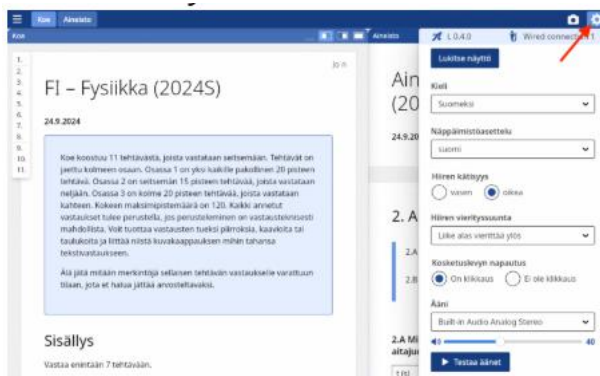 Koe Aineisto
Koe
Aineisto
1.
2.
3.
4.
5.
6.
7.
8.
9.
10.
11.
FI – Fysiikka (2024S)
24.9.2024
Koe koostuu 11 tehtävästä, joista vastataan seitsemään. Tehtävät on
jaettu kolmeen osaan. Osassa 1 on yksi kaikille pakollinen 20 pisteen
tehtävä. Osassa 2 on seitsemän 15 pisteen tehtävää, joista vastataan
neljään. Osassa 3 on kolme 20 pisteen tehtävää, joista vastataan
kahteen. Kokeen maksimipistemäärä on 120. Kaikki annetut
vastaukset tulee perustella, jos perusteleminen on vastausteknisesti
mahdollista. Voit tuottaa vastausten tueksi piirroksia, kaavioita tai
taulukoita ja liittää niistä kuvakaappauksen mihin tahansa
tekstivastaukseen.
Älä jätä mitään merkintöjä sellaisen tehtävän vastaukselle varattuun
tilaan, jota et halua jättää arvosteltavaksi.
Sisällys
Vastaa enintään 7 tehtävään.
Ain
(20
24.9.20
2. A
2.A
2.B
2.A Mi
aitajuo
L 0.4.0 Wired connection 1
Lukitse näyttö
Kieli
Suomeksi
Näppäimistöasettelu
suomi
Hiiren kätisyys
vasen oikea
Hiiren vierityssuunta
Liike alas vierittää ylös
Kosketuslevyn napautus
On klikkaus Ei ole klikkaus
Ääni
Built-in Audio Analog Stereo
40
Testaa äänet